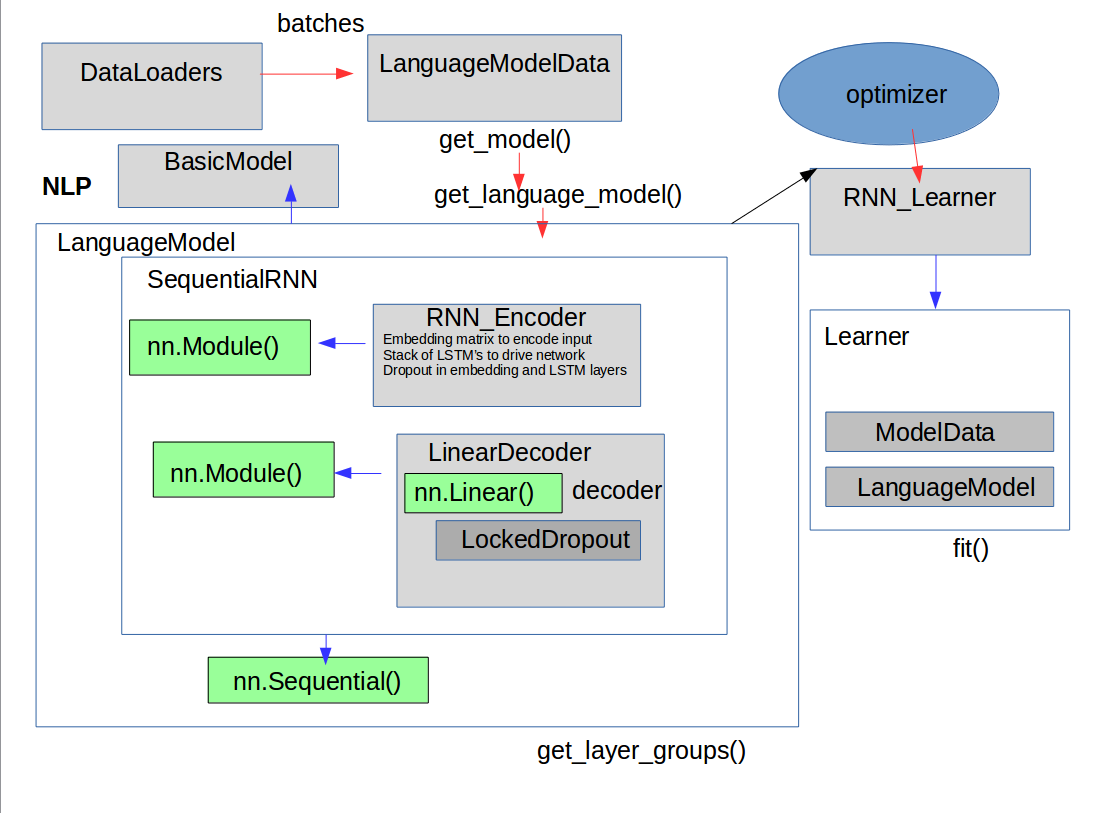 batches
DataLoaders
LanguageModelData
optimizer
get_model()
BasicModel
NLP
get_language_model()
RNN_Learner
LanguageModel
SequentialRNN
RNN_Encoder
Embedding matrix to encode input
Stack of LSTM's to drive network
Dropout in embedding and LSTM layers
nn.Module()
Learner
ModelData
LanguageModel
fit()
nn.Module()
LinearDecoder
nn.Linear()
decoder
LockedDropout
nn.Sequential()
get_layer_groups()